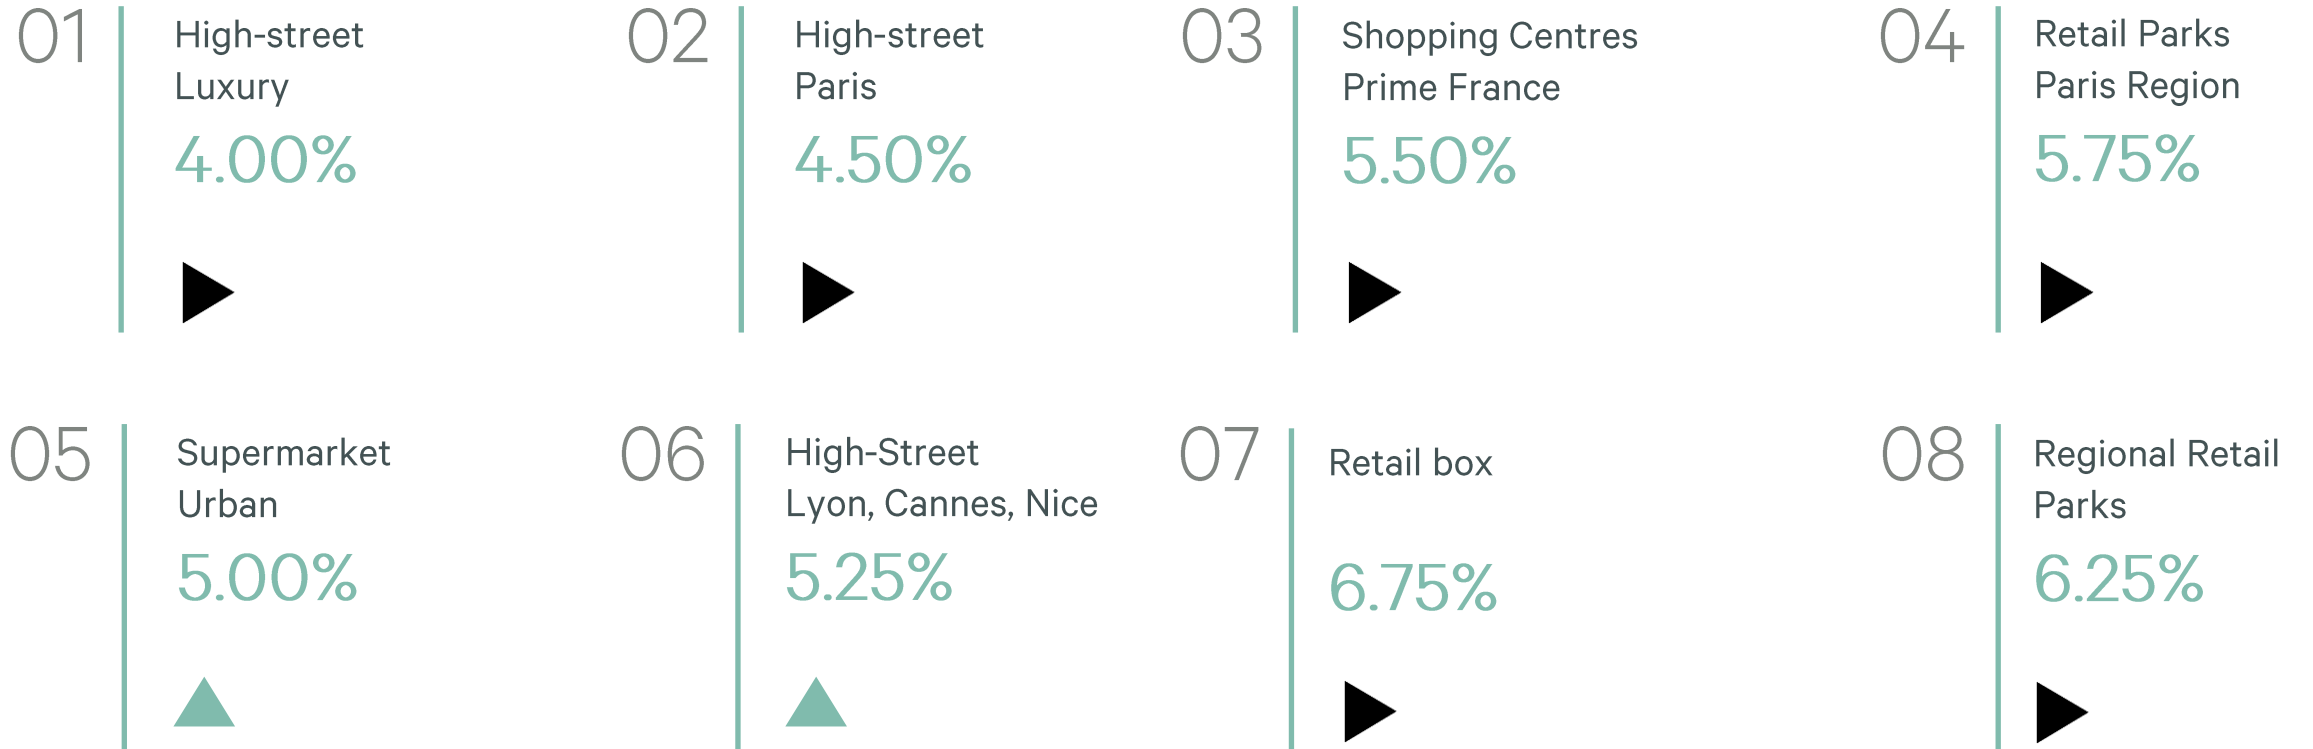 01
High-street
Luxury
4.00%
02
High-street
Paris
4.50%
03
Shopping Centres
Prime France
5.50%
04
Retail Parks
Paris Region
5.75%
05
Supermarket
Urban
5.00%
06
High-Street
Lyon, Cannes, Nice
5.25%
07
Retail box
6.75%
08
Regional Retail
Parks
6.25%